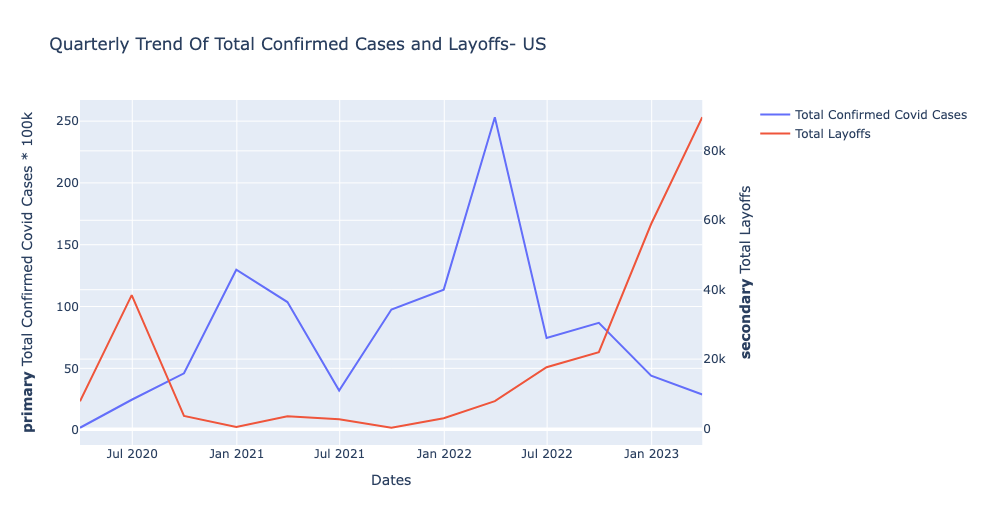 Quarterly Trend Of Total Confirmed Cases and Layoffs- US
Total Confirmed Covid Cases
Total Layoffs
primary Total Confirmed Covid Cases * 100k
250
200
150
100
50
0
80k
60k
40k
20k
0
secondary Total Layoffs
Jul 2020
Jan 2021
Jul 2021
Jan 2022
Jul 2022
Jan 2023
Dates